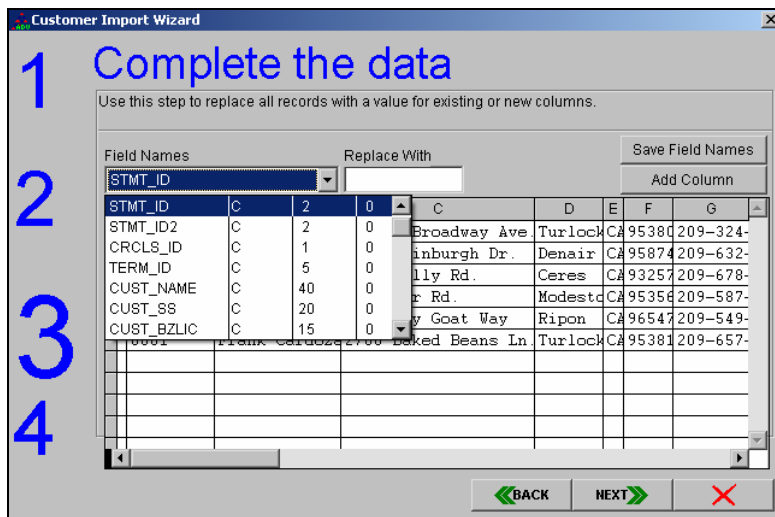 Customer Import Wizard
1
Complete the data
Use this step to replace all records with a value for existing or new columns.
Field Names
Replace With
Save Field Names
STMT_ID
Add Column
2
STMT_ID C 2 0
STMT_ID2 C 2 0
CRCLS_ID C 1 0
TERM_ID C 5 0
CUST_NAME 40 0
CUST_SS C 20 0
CUST_BZLIC C 15 0
C D E F G
Broadway Ave. Turlock CA 95380 209-324-
Dr. Denair CA 95874 209-632-
Rd. Ceres CA 93257 209-678-
Rd. Modesto CA 95356 209-587-
Goat Way Ripon CA 96547 209-549-
Baked Beans Ln. Turlock CA 95381 209-657-
3
4
BACK
NEXT